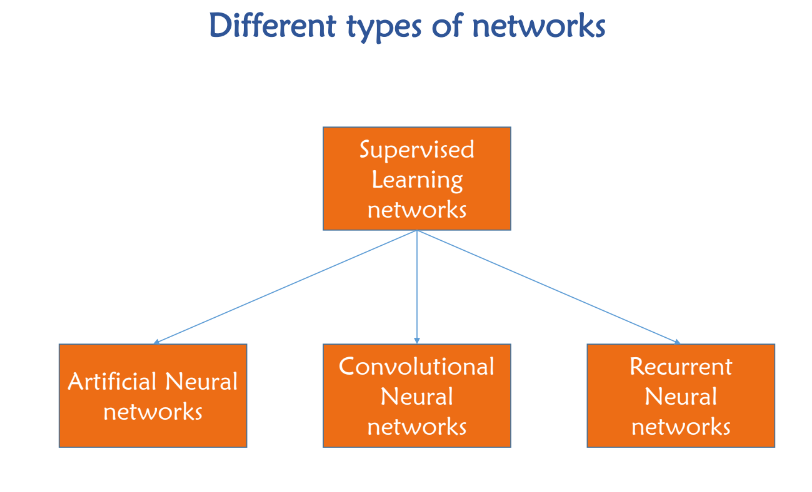 Different types of networks
Supervised
Learning
networks
Artificial Neural
networks
Convolutional
Neural
networks
Recurrent
Neural
networks